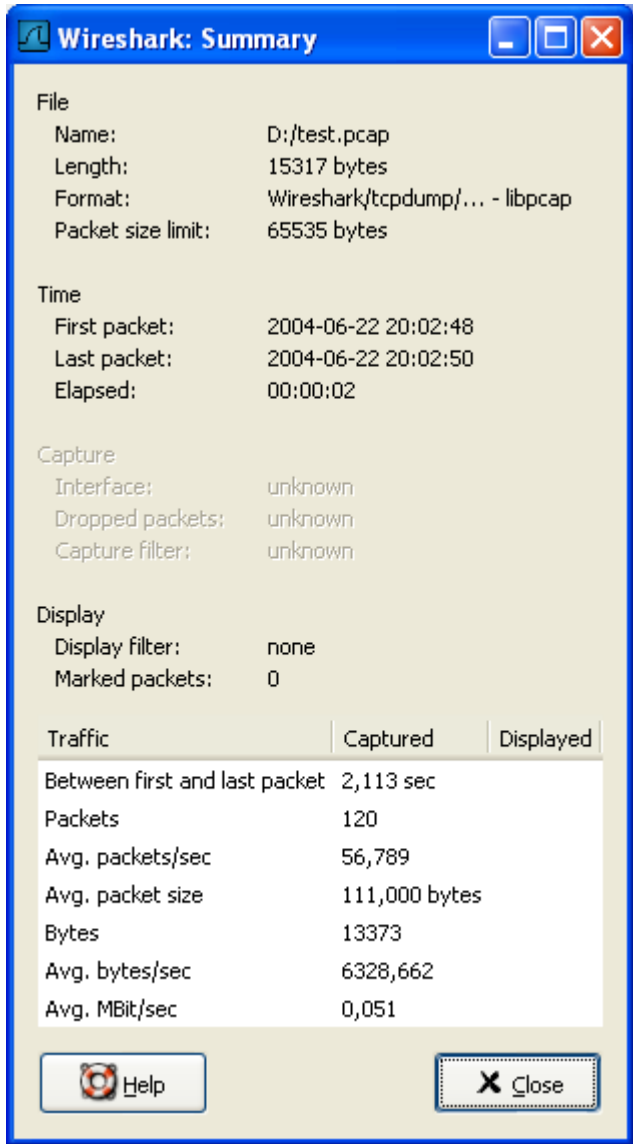 Wireshark: Summary
File
Name: D:/test.pcap
Length: 15317 bytes
Format: Wireshark/tcpdump/... - libpcap
Packet size limit: 65535 bytes
Time
First packet: 2004-06-22 20:02:48
Last packet: 2004-06-22 20:02:50
Elapsed: 00:00:02
Capture
Interface: unknown
Dropped packets: unknown
Capture filter: unknown
Display
Display filter: none
Marked packets: 0
Traffic Captured Displayed
Between first and last packet 2,113 sec
Packets 120
Avg. packets/sec 56,789
Avg. packet size 111,000 bytes
Bytes 13373
Avg. bytes/sec 6328,662
Avg. MBit/sec 0,051
Help Close